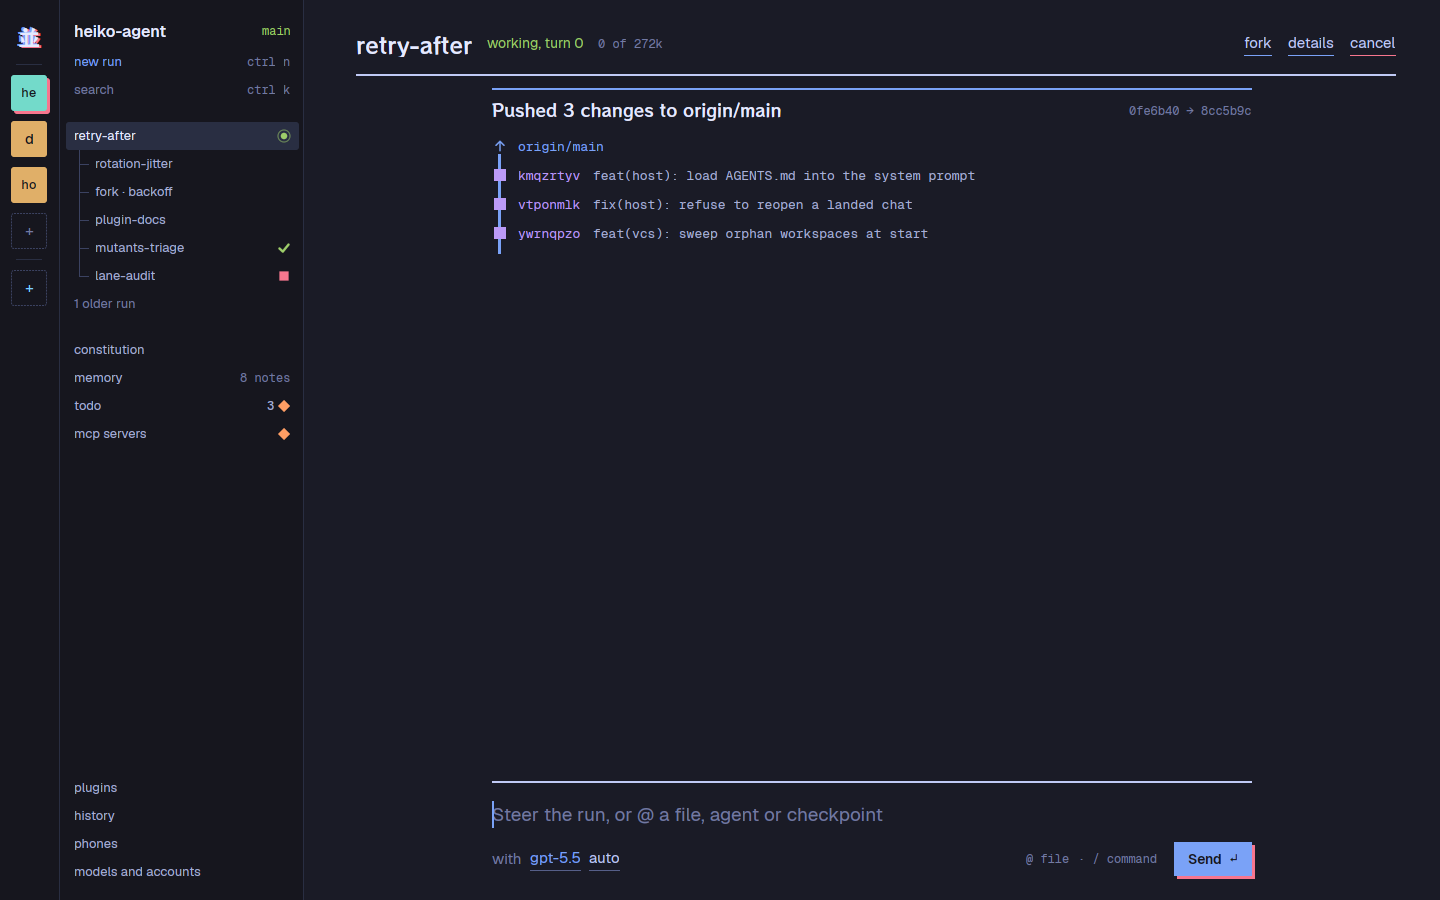 heiko-agent main
new run ctrl n
search ctrl k
he
d
ho
+
+
retry-after
rotation-jitter
fork · backoff
plugin-docs
mutants-triage
lane-audit
1 older run
constitution
memory 8 notes
todo 3
mcp servers
plugins
history
phones
models and accounts
retry-after working, turn 0 0 of 272k fork details cancel
Pushed 3 changes to origin/main 0fe6b40 → 8cc5b9c
↑ origin/main
kmqzrtyv feat(host): load AGENTS.md into the system prompt
vtponmlk fix(host): refuse to reopen a landed chat
ywrnqpzo feat(vcs): sweep orphan workspaces at start
Steer the run, or @ a file, agent or checkpoint
with gpt-5.5 auto @ file · / command Send ↵